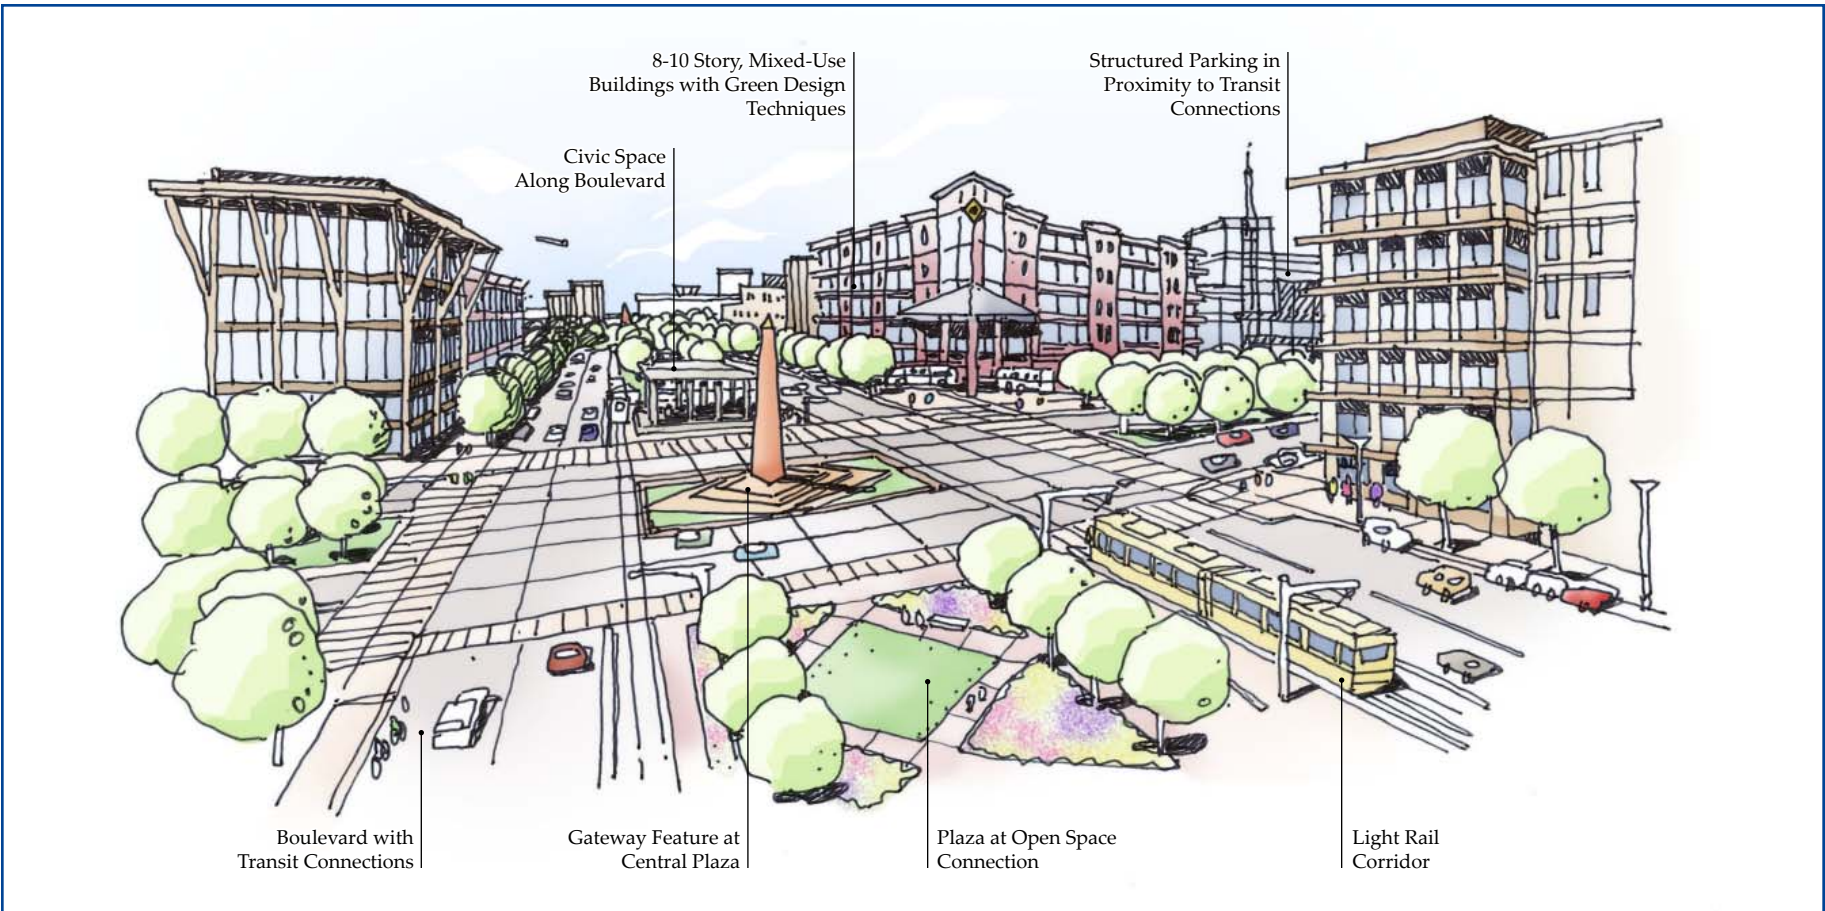 8-10 Story, Mixed-Use
Buildings with Green Design
Techniques
Structured Parking in
Proximity to Transit
Connections
Civic Space
Along Boulevard
Boulevard with
Transit Connections
Gateway Feature at
Central Plaza
Plaza at Open Space
Connection
Light Rail
Corridor